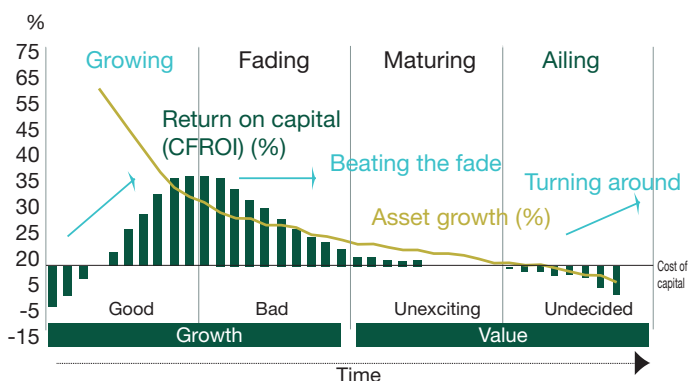 %
75
65
55
45
40
35
30
25
20
5
-5
-15
Growing
Fading
Maturing
Ailing
Return on capital
(CFROI) (%)
Beating the fade
Turning around
Asset growth (%)
Cost of
capital
Good
Bad
Unexciting
Undecided
Growth
Value
Time